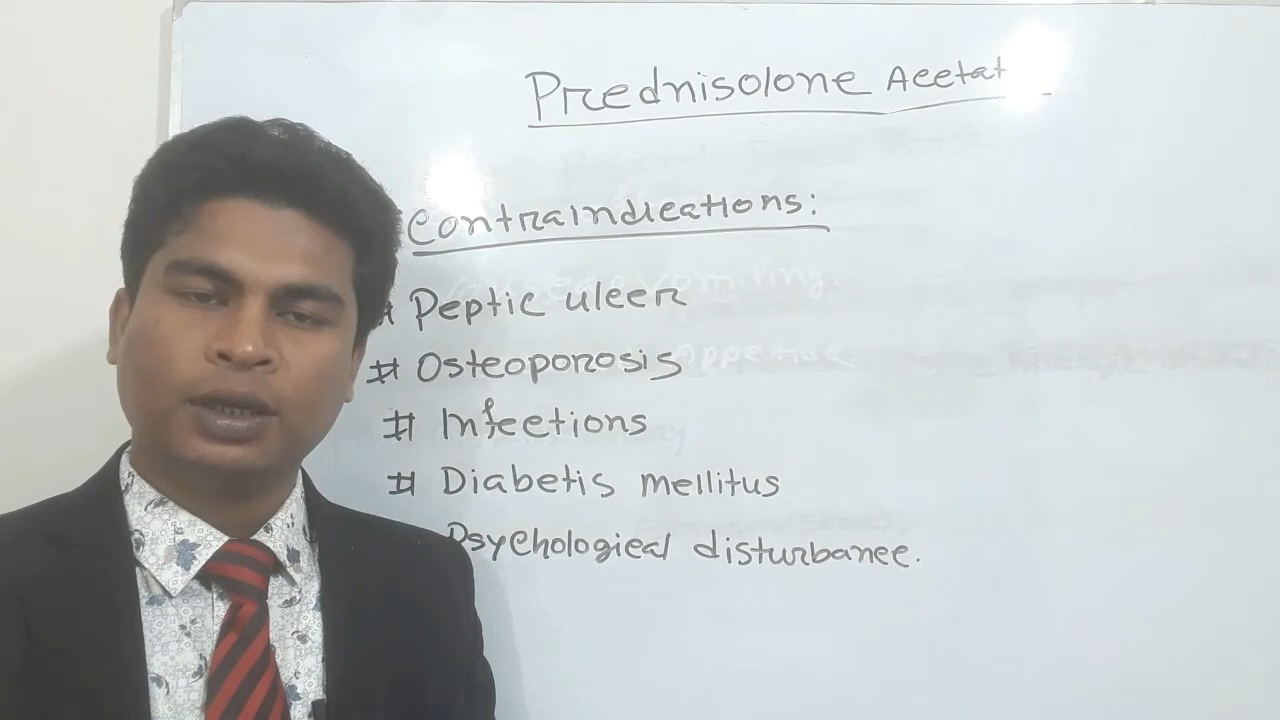 Prednisolone Acetat
Contraindications:
# Peptic ulcer
# Osteoporosis
# Infections
# Diabetis mellitus
Psychological disturbance.